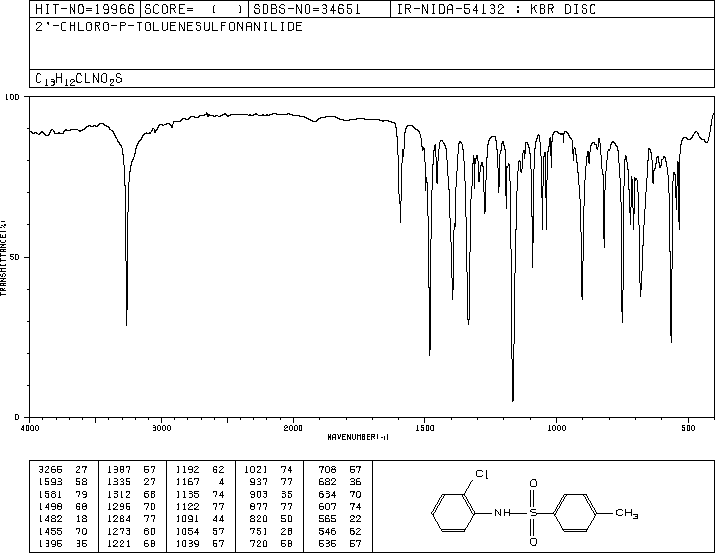 HIT-NO=19966 SCORE= ( ) SDBS-NO=34651 IR-NIDA-54132 : KBR DISC
2'-CHLORO-P-TOLUENESULFONANILIDE
C13H12CLNO2S
100
50
0
TRANSMITTANCE(%)
4000 3000 2000 1500 1000 500
WAVENUMBER(-1)
3266 27 1387 57 1192 62 1021 74 708 57
1593 58 1335 27 1167 4 937 77 682 36
1581 79 1312 68 1135 74 903 35 634 70
1498 68 1296 70 1122 77 877 77 607 74
1482 18 1284 77 1091 44 820 50 565 22
1455 70 1273 60 1054 57 751 28 546 62
1395 35 1221 68 1039 57 720 58 535 57
Cl
O
NH S CH3
O